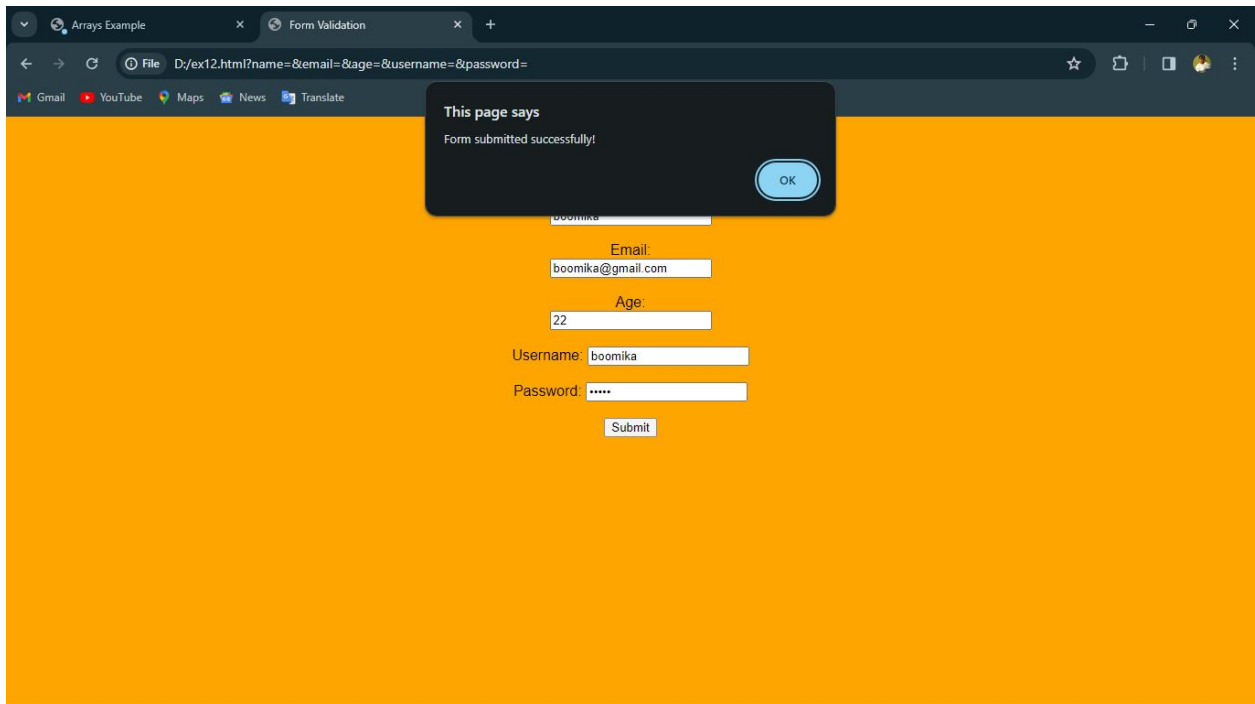 Arrays Example
Form Validation
File D:/ex12.html?name=&email=&age=&username=&password=
Gmail YouTube Maps News Translate
This page says
Form submitted successfully!
OK
boomika
Email:
boomika@gmail.com
Age:
22
Username: boomika
Password: •••••
Submit